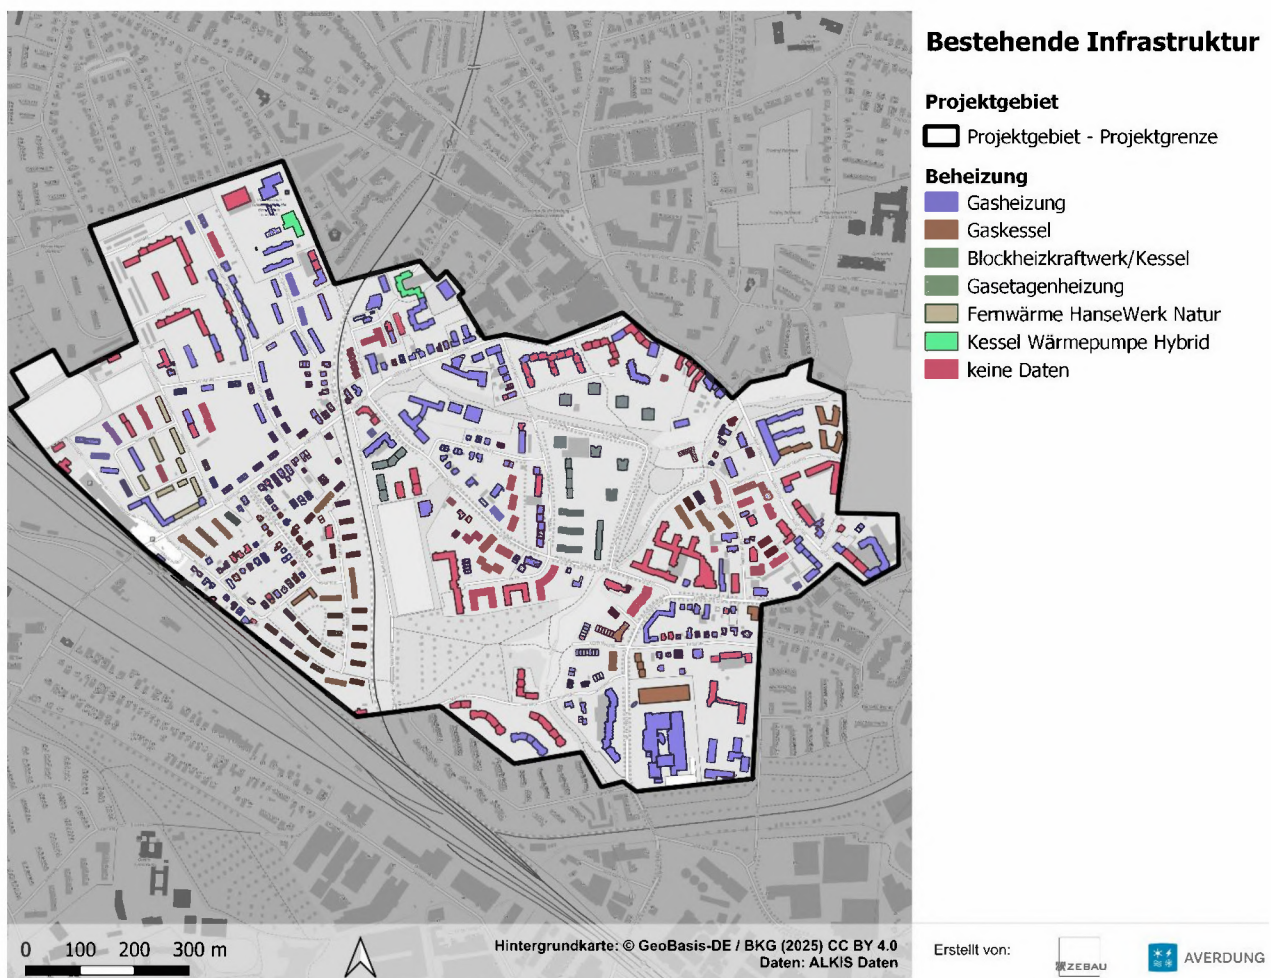 Bestehende Infrastruktur
Projektgebiet
Projektgebiet - Projektgrenze
Beheizung
Gasheizung
Gaskessel
Blockheizkraftwerk/Kessel
Gasetagenheizung
Fernwärme HanseWerk Natur
Kessel Wärmepumpe Hybrid
keine Daten
0 100 200 300 m
Hintergrundkarte: © GeoBasis-DE / BKG (2025) CC BY 4.0
Daten: ALKIS Daten
Erstellt von:
ZEBAU
AVERDUNG